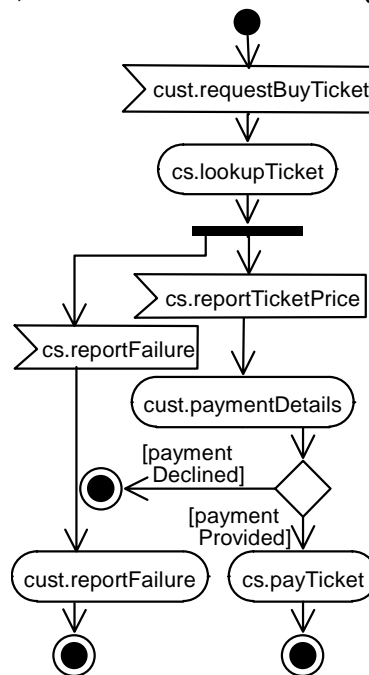 cust.requestBuyTicket
cs.lookupTicket
cs.reportTicketPrice
cs.reportFailure
cust.paymentDetails
[payment
Declined]
[payment
Provided]
cust.reportFailure
cs.payTicket